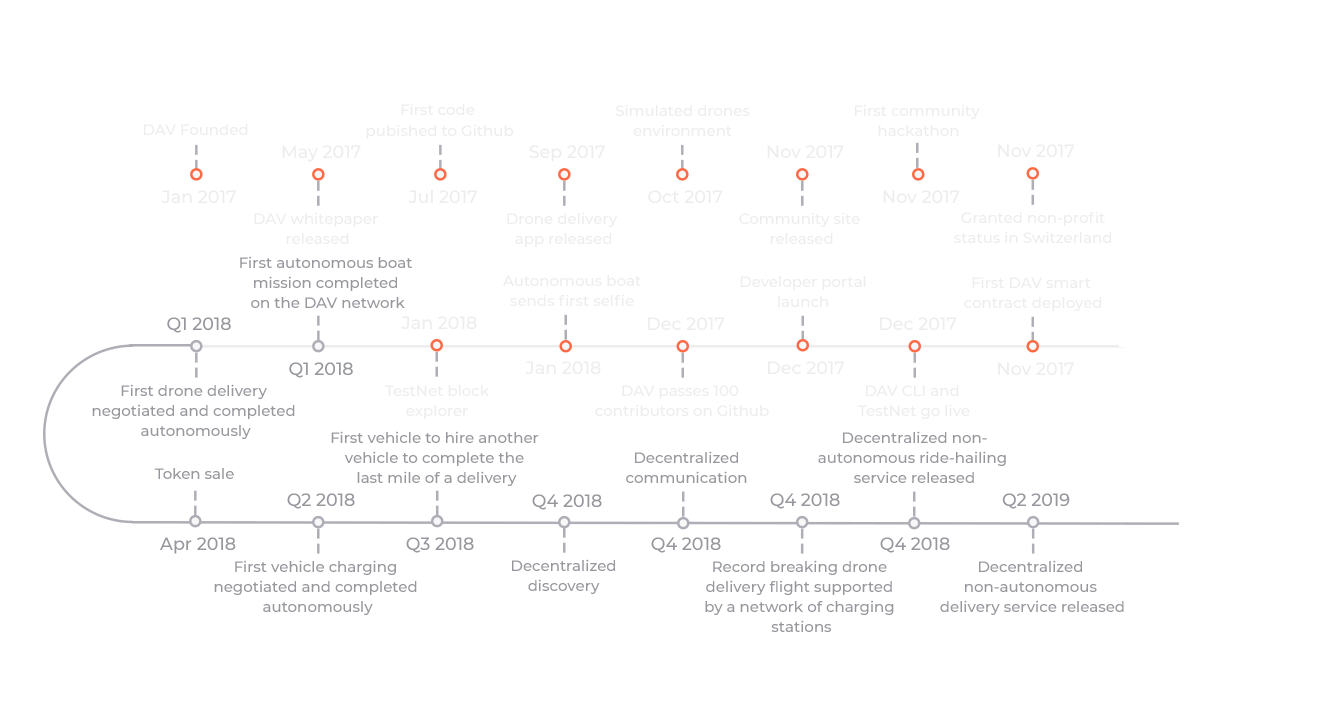 DAV Founded
Jan 2017
May 2017
DAV whitepaper
released
First code
pubished to Github
Jul 2017
Sep 2017
Drone delivery
app released
Simulated drones
environment
Oct 2017
Nov 2017
Community site
released
First community
hackathon
Nov 2017
Nov 2017
Granted non-profit
status in Switzerland
First DAV smart
contract deployed
Nov 2017
Dec 2017
DAV CLI and
TestNet go live
Developer portal
launch
Dec 2017
Dec 2017
DAV passes 100
contributors on Github
Autonomous boat
sends first selfie
Jan 2018
Jan 2018
TestNet block
explorer
First autonomous boat
mission completed
on the DAV network
Q1 2018
Q1 2018
First drone delivery
negotiated and completed
autonomously
Token sale
Apr 2018
Q2 2018
First vehicle charging
negotiated and completed
autonomously
First vehicle to hire another
vehicle to complete the
last mile of a delivery
Q3 2018
Q4 2018
Decentralized
discovery
Decentralized
communication
Q4 2018
Q4 2018
Record breaking drone
delivery flight supported
by a network of charging
stations
Decentralized non-
autonomous ride-hailing
service released
Q4 2018
Q2 2019
Decentralized
non-autonomous
delivery service released